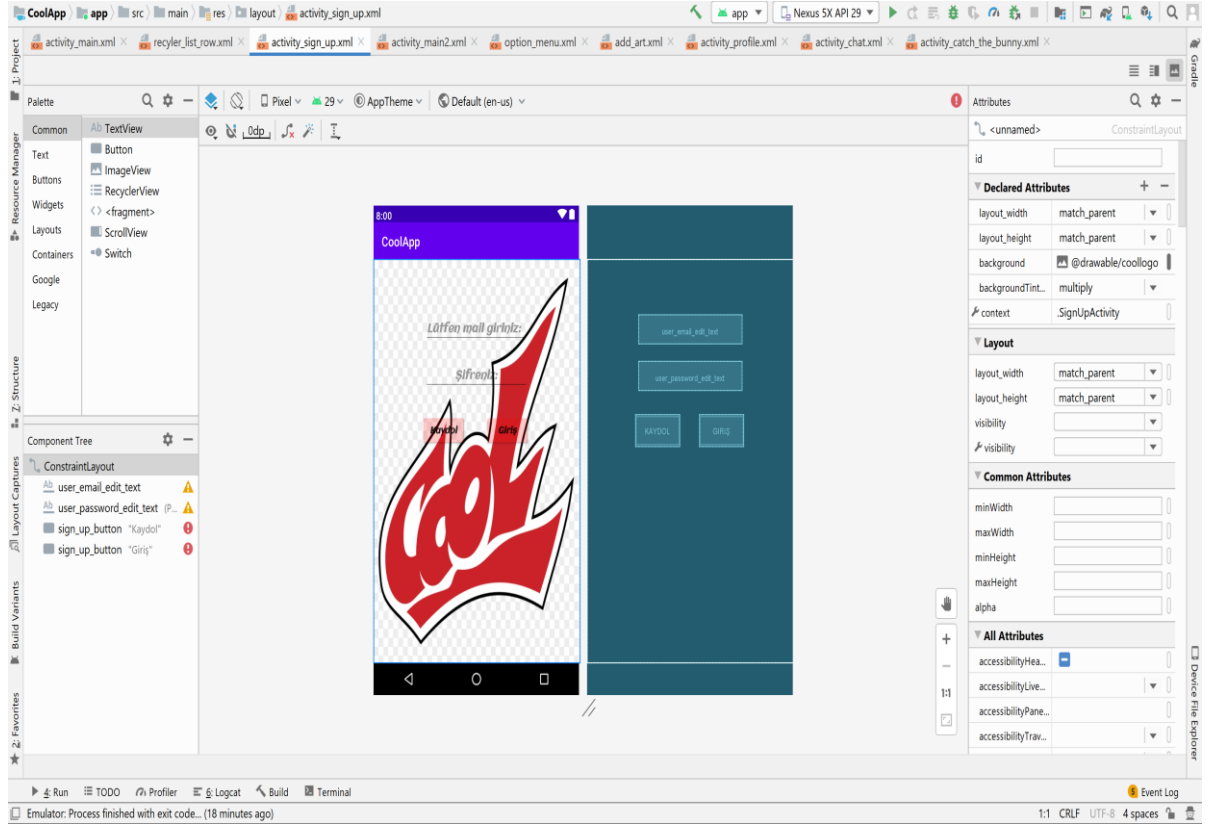 CoolApp app src main res layout activity_sign_up.xml app Nexus 5X API 29
activity_main.xml recyler_list_row.xml activity_sign_up.xml activity_main2.xml option_menu.xml add_art.xml activity_profile.xml activity_chat.xml activity_catch_the_bunny.xml
1: Project
Resource Manager
Z: Structure
Layout Captures
Build Variants
2: Favorites
Gradle
Device File Explorer
Palette
Pixel 29 AppTheme Default (en-us)
0dp
Common
Text
Buttons
Widgets
Layouts
Containers
Google
Legacy
Ab TextView
Button
ImageView
RecyclerView
<fragment>
ScrollView
Switch
Component Tree
ConstraintLayout
Ab user_email_edit_text
Ab user_password_edit_text (P...
sign_up_button "Kaydol"
sign_up_button "Giriş"
8:00
CoolApp
Lütfen mail giriniz:
Şifreniz:
Kaydol Giriş
COOL
user_email_edit_text
user_password_edit_text
KAYDOL GİRİŞ
1:1
Attributes
<unnamed> ConstraintLayout
id
Declared Attributes
layout_width match_parent
layout_height match_parent
background @drawable/coollogo
backgroundTint... multiply
context .SignUpActivity
Layout
layout_width match_parent
layout_height match_parent
visibility
visibility
Common Attributes
minWidth
maxWidth
minHeight
maxHeight
alpha
All Attributes
accessibilityHea...
accessibilityLive...
accessibilityPane...
accessibilityTrav...
4: Run TODO Profiler 6: Logcat Build Terminal 5 Event Log
Emulator: Process finished with exit code... (18 minutes ago) 1:1 CRLF UTF-8 4 spaces